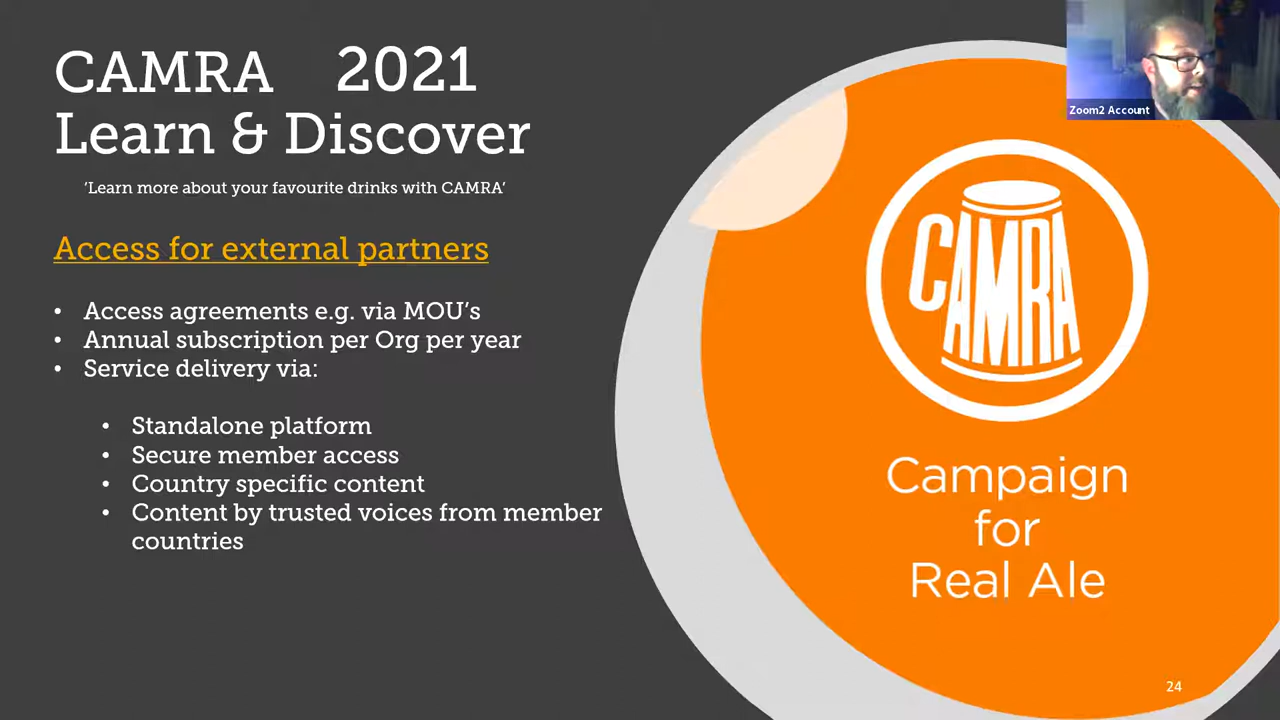 CAMRA 2021
Learn & Discover
‘Learn more about your favourite drinks with CAMRA’
Access for external partners
• Access agreements e.g. via MOU’s
• Annual subscription per Org per year
• Service delivery via:
• Standalone platform
• Secure member access
• Country specific content
• Content by trusted voices from member
countries
Zoom2 Account
CAMRA
Campaign
for
Real Ale
24